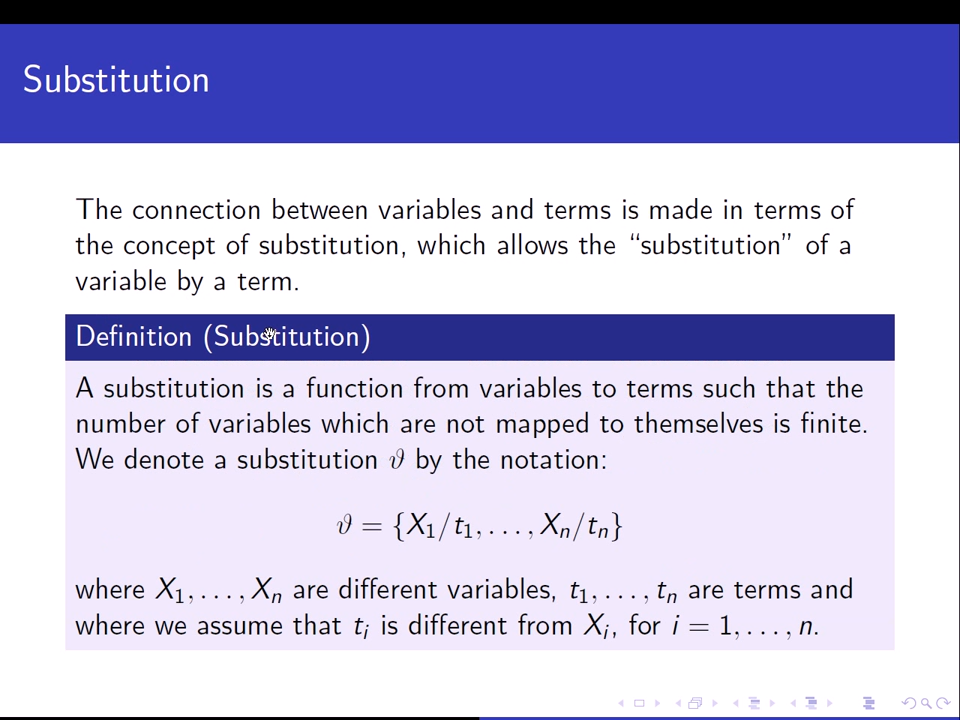 Substitution
The connection between variables and terms is made in terms of
the concept of substitution, which allows the “substitution” of a
variable by a term.
Definition (Substitution)
A substitution is a function from variables to terms such that the
number of variables which are not mapped to themselves is finite.
We denote a substitution ϑ by the notation:
ϑ = {X₁/t₁, . . . , Xₙ/tₙ}
where X₁, . . . , Xₙ are different variables, t₁, . . . , tₙ are terms and
where we assume that tᵢ is different from Xᵢ, for i = 1, . . . , n.